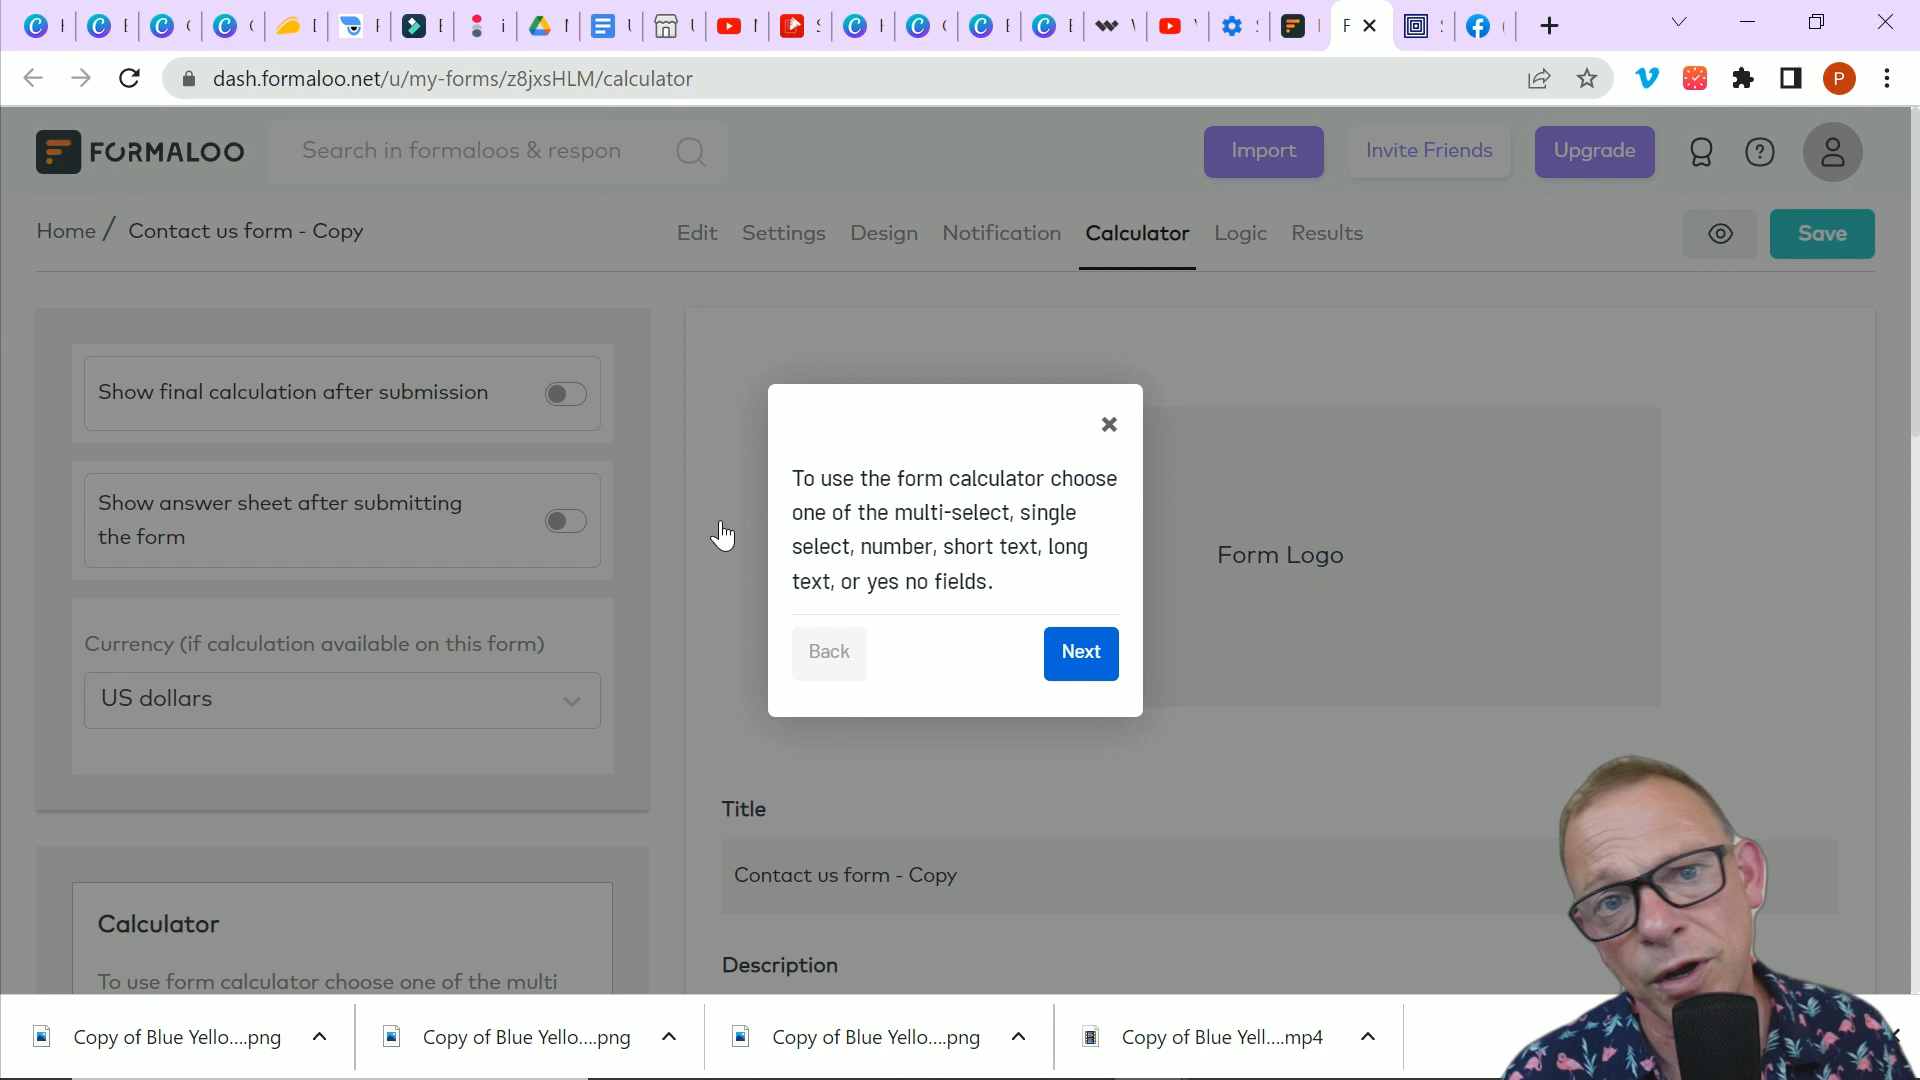 dash.formaloo.net/u/my-forms/z8jxsHLM/calculator
P
FORMALOO
Search in formaloos & respon
Import
Invite Friends
Upgrade
Home / Contact us form - Copy
Edit
Settings
Design
Notification
Calculator
Logic
Results
Save
Show final calculation after submission
Show answer sheet after submitting
the form
Currency (if calculation available on this form)
US dollars
Calculator
To use form calculator choose one of the multi
To use the form calculator choose
one of the multi-select, single
select, number, short text, long
text, or yes no fields.
Back
Next
Form Logo
Title
Contact us form - Copy
Description
Copy of Blue Yello....png
Copy of Blue Yello....png
Copy of Blue Yello....png
Copy of Blue Yell....mp4